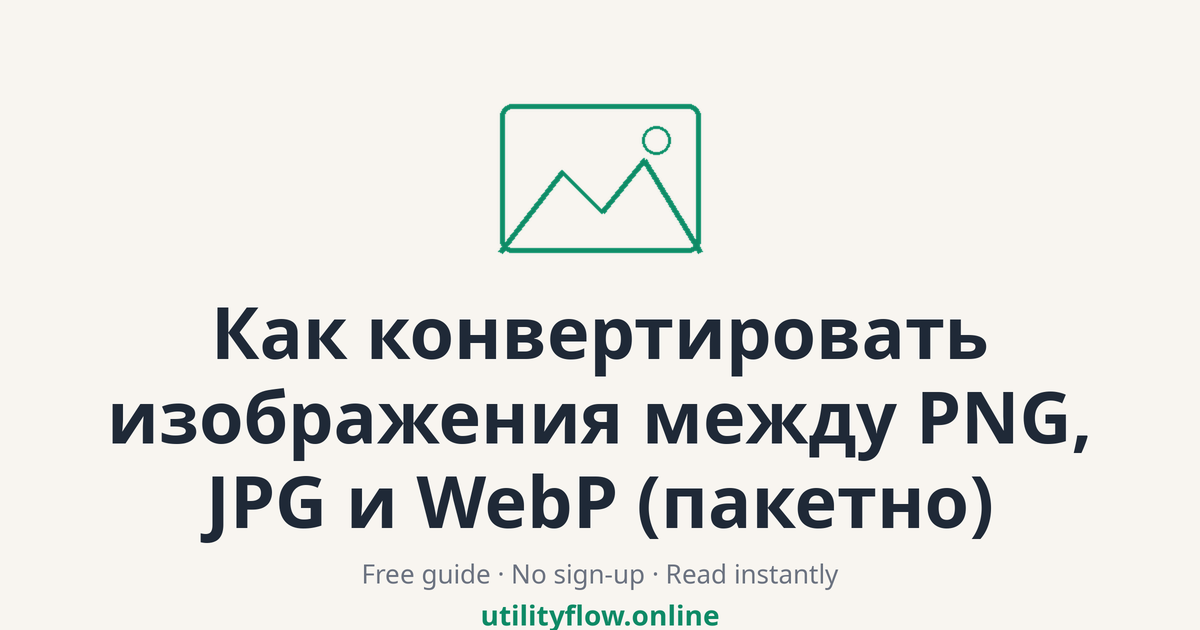 Как конвертировать
изображения между PNG,
JPG и WebP (пакетно)
Free guide · No sign-up · Read instantly
utilityflow.online